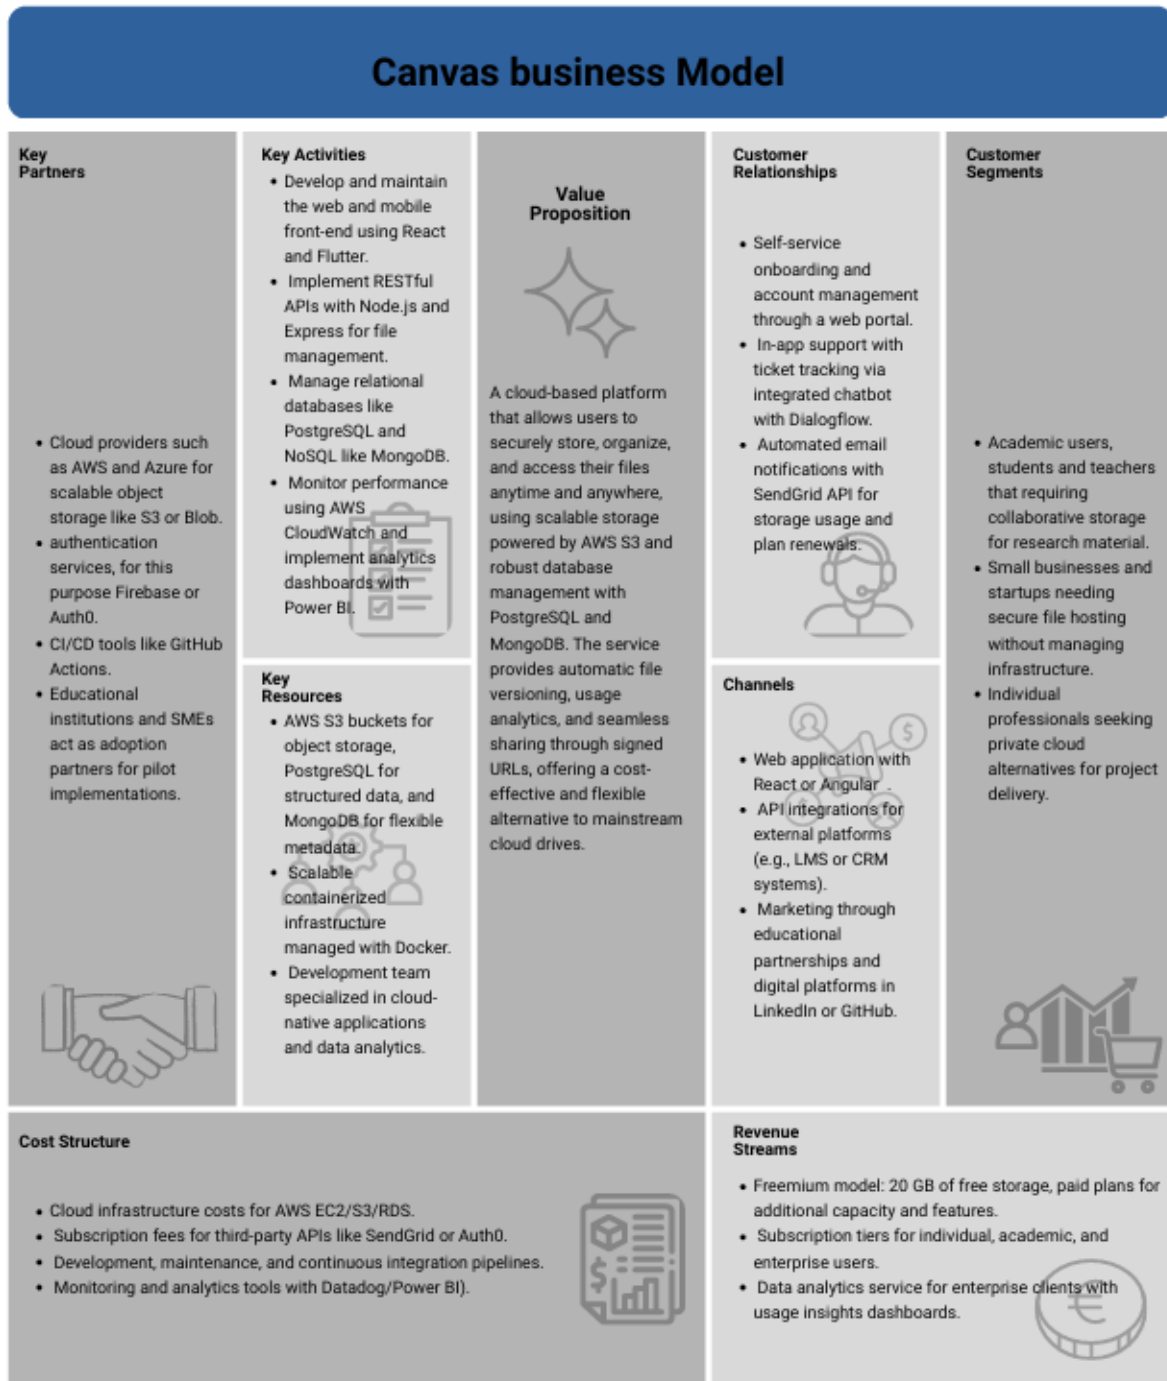 Canvas business Model
Key
Partners
• Cloud providers such
as AWS and Azure for
scalable object
storage like S3 or Blob.
• authentication
services, for this
purpose Firebase or
Auth0.
• CI/CD tools like GitHub
Actions.
• Educational
institutions and SMEs
act as adoption
partners for pilot
implementations.
Key Activities
• Develop and maintain
the web and mobile
front-end using React
and Flutter.
• Implement RESTful
APIs with Node.js and
Express for file
management.
• Manage relational
databases like
PostgreSQL and
NoSQL like MongoDB.
• Monitor performance
using AWS
CloudWatch and
implement analytics
dashboards with
Power BI.
Key
Resources
• AWS S3 buckets for
object storage,
PostgreSQL for
structured data, and
MongoDB for flexible
metadata.
• Scalable
containerized
infrastructure
managed with Docker.
• Development team
specialized in cloud-
native applications
and data analytics.
Value
Proposition
A cloud-based platform
that allows users to
securely store, organize,
and access their files
anytime and anywhere,
using scalable storage
powered by AWS S3 and
robust database
management with
PostgreSQL and
MongoDB. The service
provides automatic file
versioning, usage
analytics, and seamless
sharing through signed
URLs, offering a cost-
effective and flexible
alternative to mainstream
cloud drives.
Customer
Relationships
• Self-service
onboarding and
account management
through a web portal.
• In-app support with
ticket tracking via
integrated chatbot
with Dialogflow.
• Automated email
notifications with
SendGrid API for
storage usage and
plan renewals.
Channels
$
$
• Web application with
React or Angular .
• API integrations for
external platforms
(e.g., LMS or CRM
systems).
• Marketing through
educational
partnerships and
digital platforms in
LinkedIn or GitHub.
Customer
Segments
• Academic users,
students and teachers
that requiring
collaborative storage
for research material.
• Small businesses and
startups needing
secure file hosting
without managing
infrastructure.
• Individual
professionals seeking
private cloud
alternatives for project
delivery.
Cost Structure
• Cloud infrastructure costs for AWS EC2/S3/RDS.
• Subscription fees for third-party APIs like SendGrid or Auth0.
• Development, maintenance, and continuous integration pipelines.
• Monitoring and analytics tools with Datadog/Power BI).
$
Revenue
Streams
• Freemium model: 20 GB of free storage, paid plans for
additional capacity and features.
• Subscription tiers for individual, academic, and
enterprise users.
• Data analytics service for enterprise clients with
usage insights dashboards.
€